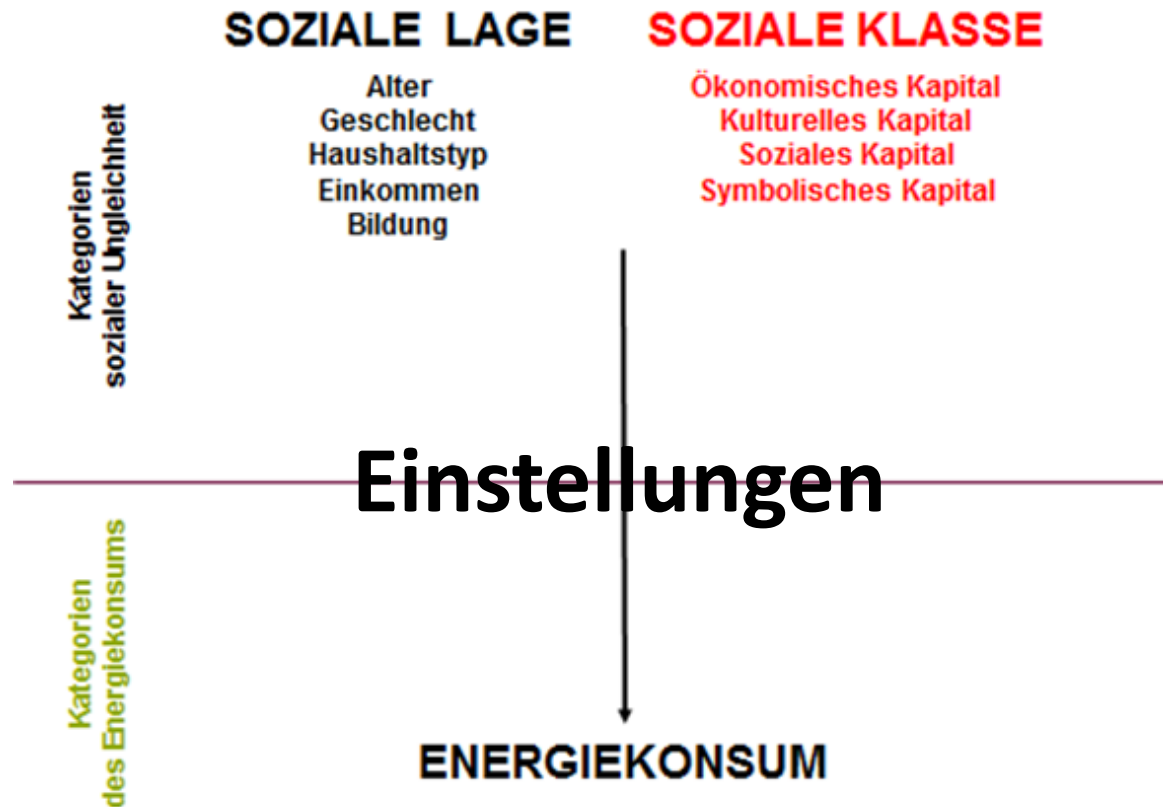 SOZIALE LAGE
SOZIALE KLASSE
Alter
Geschlecht
Haushaltstyp
Einkommen
Bildung
Ökonomisches Kapital
Kulturelles Kapital
Soziales Kapital
Symbolisches Kapital
Kategorien
sozialer Ungleichheit
Einstellungen
Kategorien
des Energiekonsums
ENERGIEKONSUM